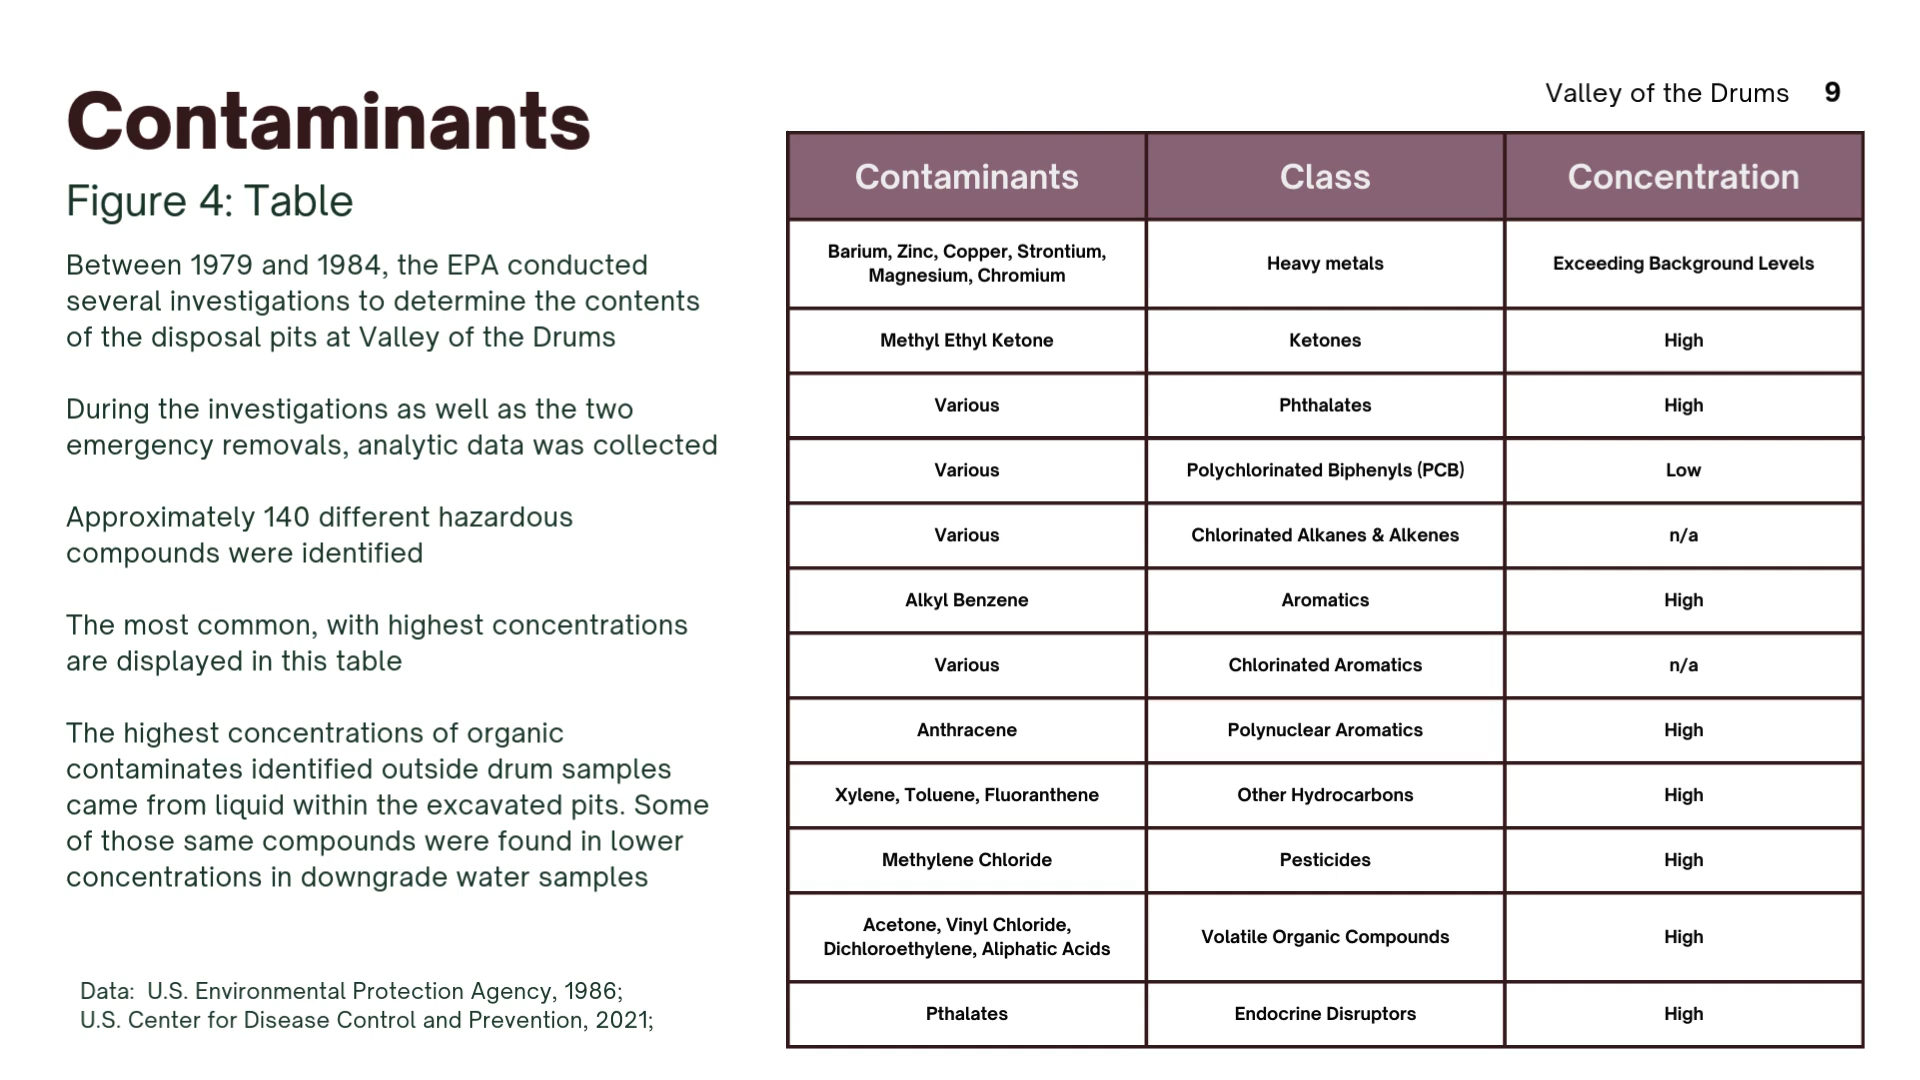 Contaminants
Figure 4: Table
Between 1979 and 1984, the EPA conducted
several investigations to determine the contents
of the disposal pits at Valley of the Drums
During the investigations as well as the two
emergency removals, analytic data was collected
Approximately 140 different hazardous
compounds were identified
The most common, with highest concentrations
are displayed in this table
The highest concentrations of organic
contaminates identified outside drum samples
came from liquid within the excavated pits. Some
of those same compounds were found in lower
concentrations in downgrade water samples
Data:  U.S. Environmental Protection Agency, 1986;
U.S. Center for Disease Control and Prevention, 2021;
Valley of the Drums 9
Contaminants Class Concentration
Barium, Zinc, Copper, Strontium,
Magnesium, Chromium
Heavy metals
Exceeding Background Levels
Methyl Ethyl Ketone Ketones High
Various Phthalates High
Various Polychlorinated Biphenyls (PCB) Low
Various Chlorinated Alkanes & Alkenes n/a
Alkyl Benzene Aromatics High
Various Chlorinated Aromatics n/a
Anthracene Polynuclear Aromatics High
Xylene, Toluene, Fluoranthene Other Hydrocarbons High
Methylene Chloride Pesticides High
Acetone, Vinyl Chloride,
Dichloroethylene, Aliphatic Acids
Volatile Organic Compounds
High
Pthalates Endocrine Disruptors High